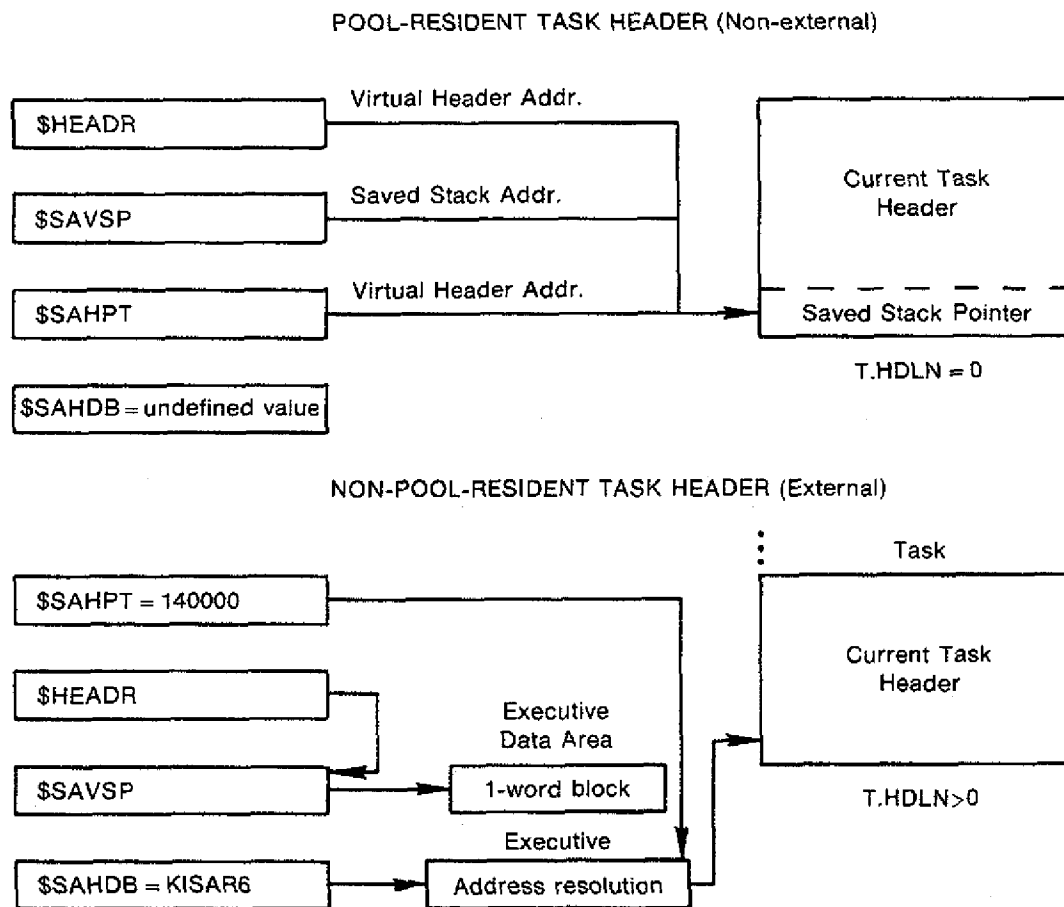 POOL-RESIDENT TASK HEADER (Non-external)
Virtual Header Addr.
$HEADR
Saved Stack Addr.
$SAVSP
Current Task
Header
Virtual Header Addr.
$SAHPT
Saved Stack Pointer
T.HDLN = 0
$SAHDB = undefined value
NON-POOL-RESIDENT TASK HEADER (External)
Task
$SAHPT = 140000
Current Task
Header
$HEADR
Executive
Data Area
$SAVSP
1-word block
T.HDLN>0
Executive
$SAHDB = KISAR6
Address resolution